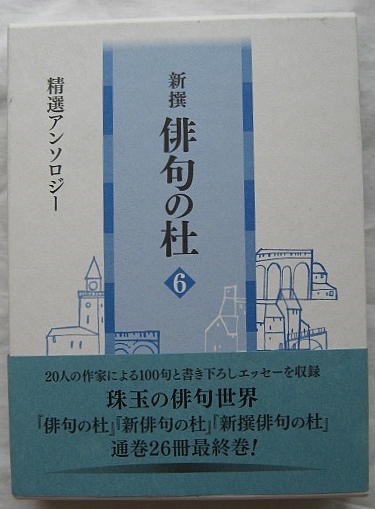 新撰
俳句の杜
6
精選アンソロジー
20人の作家による100句と書き下ろしエッセーを収録
珠玉の俳句世界
『俳句の杜』『新俳句の杜』『新撰俳句の杜』
通巻26冊最終巻!